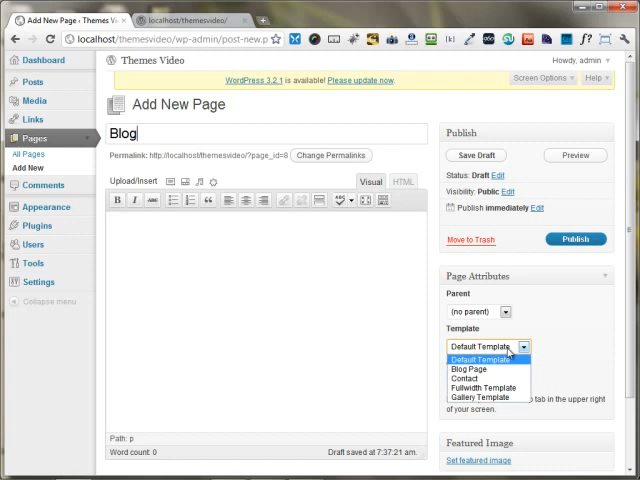 Add New Page ‹ Themes V
localhost/themesvideo/
localhost/themesvideo/wp-admin/post-new.p
Themes Video
Howdy, admin
WordPress 3.2.1 is available! Please update now.
Screen Options
Help
Dashboard
Posts
Media
Links
Pages
All Pages
Add New
Comments
Appearance
Plugins
Users
Tools
Settings
Collapse menu
Add New Page
Blog
Permalink: http://localhost/themesvideo/?page_id=8 Change Permalinks
Upload/Insert
Visual
HTML
B I ABC
ABC
Path: p
Word count: 0
Draft saved at 7:37:21 am.
Publish
Save Draft
Preview
Status: Draft Edit
Visibility: Public Edit
Publish immediately Edit
Move to Trash
Publish
Page Attributes
Parent
(no parent)
Template
Default Template
Default Template
Blog Page
Contact
Fullwidth Template
Gallery Template
tab in the upper right
of your screen.
Featured Image
Set featured image